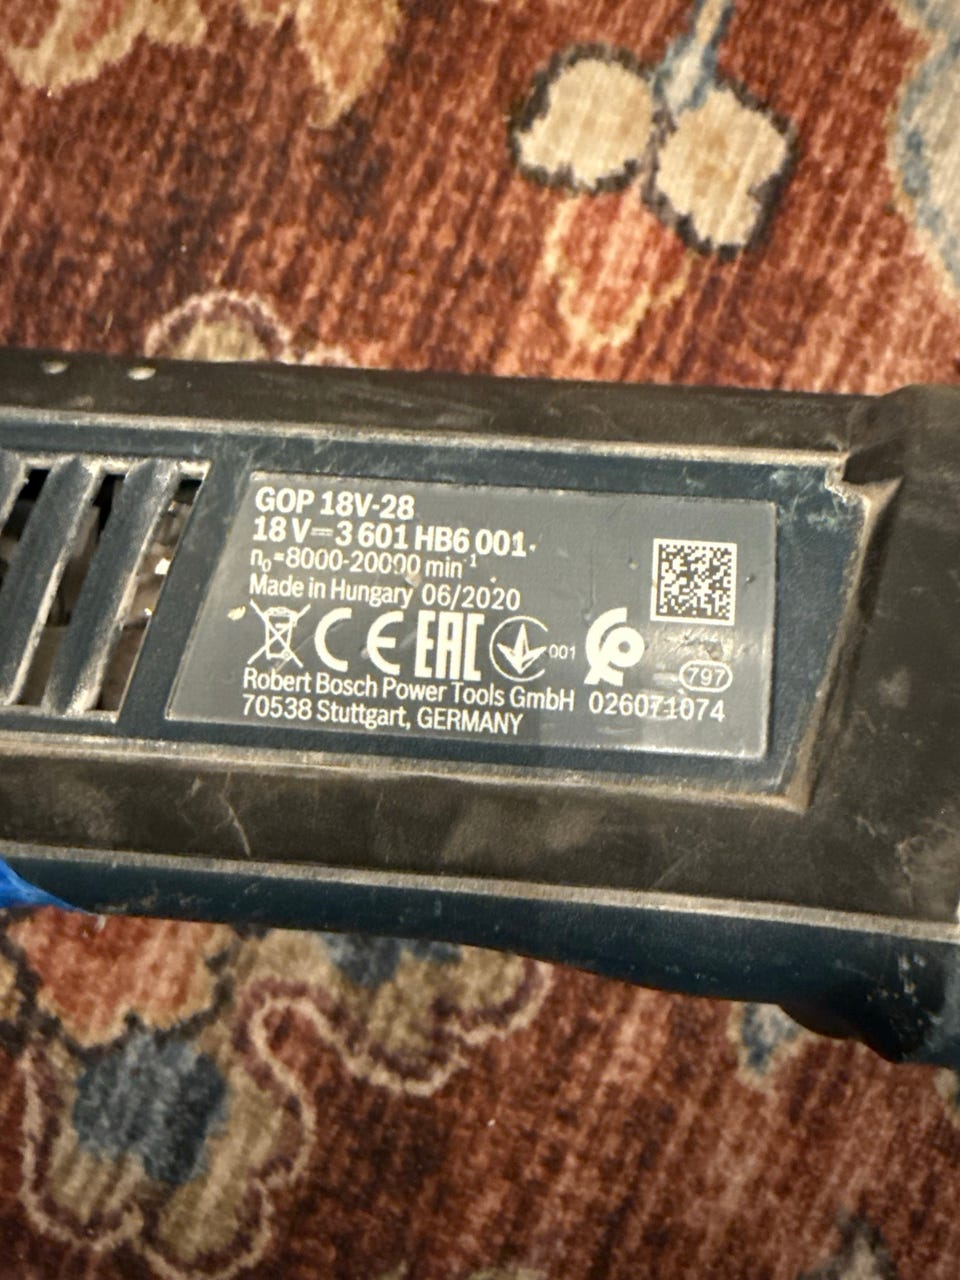 GOP 18V-28
18 V⎓3 601 HB6 001
n₀=8000-20000 min⁻¹
Made in Hungary 06/2020
CE EAC 001
797
Robert Bosch Power Tools GmbH 026071074
70538 Stuttgart, GERMANY